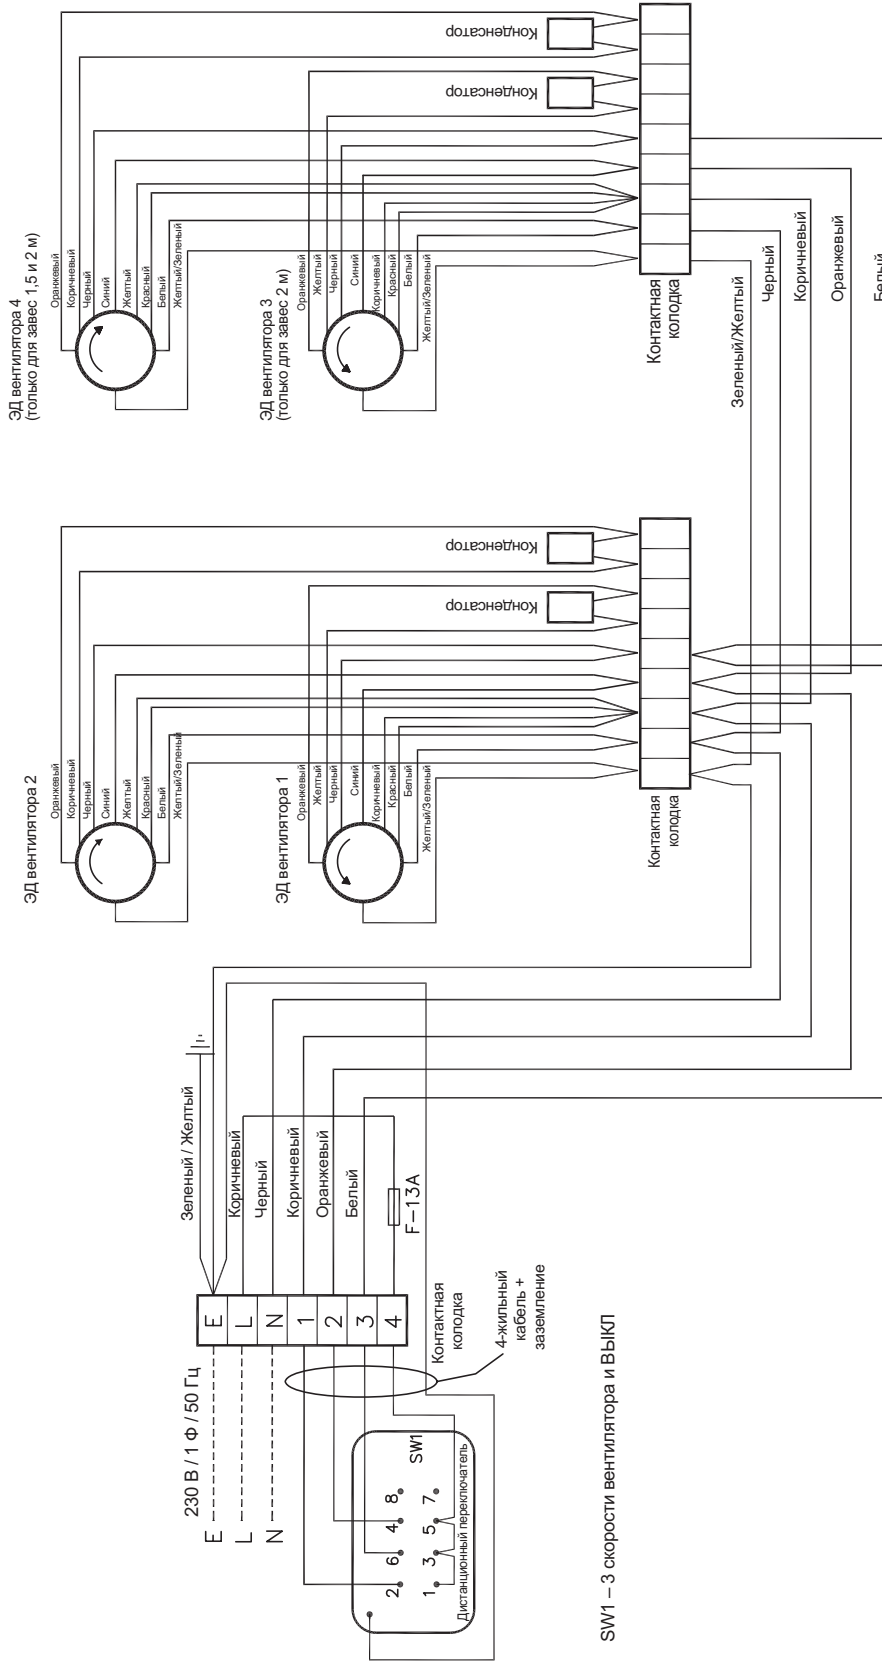 230 В / 1 Ф / 50 Гц
E
L
N
E
L
N
1
2
3
4
Контактная
колодка
4-жильный
кабель +
заземление
SW1
2
6
4
8
1
3
5
7
Дистанционный переключатель
SW1 – 3 скорости вентилятора и ВЫКЛ
Зеленый / Желтый
Коричневый
Черный
Коричневый
Оранжевый
Белый
F–13A
ЭД вентилятора 2
Оранжевый
Коричневый
Черный
Синий
Желтый
Красный
Белый
Желтый/Зеленый
ЭД вентилятора 1
Оранжевый
Желтый
Черный
Синий
Коричневый
Красный
Белый
Желтый/Зеленый
Конденсатор
Конденсатор
Контактная
колодка
ЭД вентилятора 4
(только для завес 1,5 и 2 м)
Оранжевый
Коричневый
Черный
Синий
Желтый
Красный
Белый
Желтый/Зеленый
ЭД вентилятора 3
(только для завес 2 м)
Оранжевый
Желтый
Черный
Синий
Коричневый
Красный
Белый
Желтый/Зеленый
Конденсатор
Конденсатор
Контактная
колодка
Зеленый/Желтый
Черный
Коричневый
Оранжевый
Белый